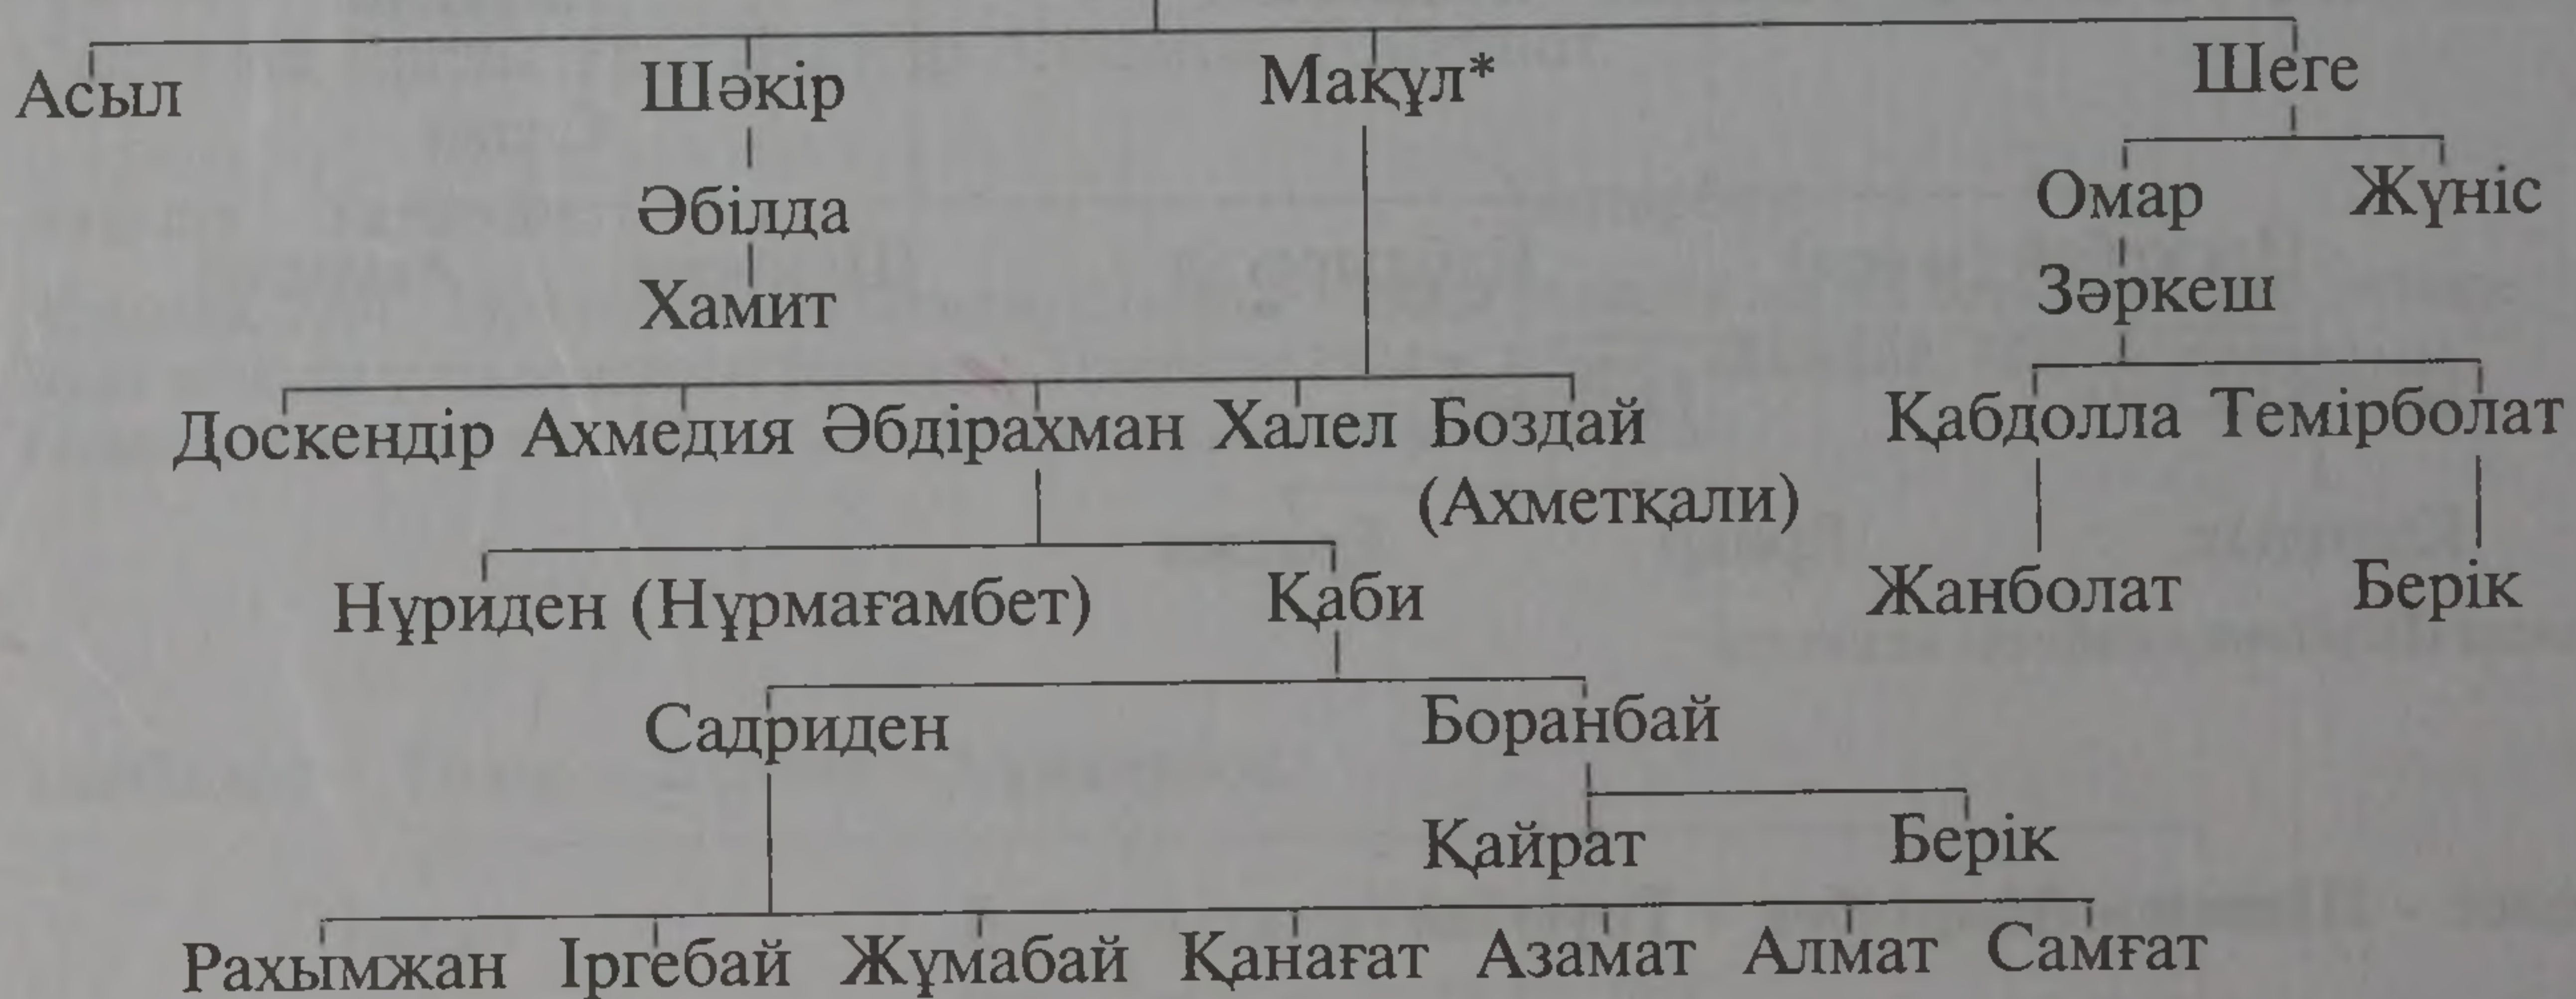 Асыл Шәкір Мақұл* Шеге
Омар Жүніс
Әбілда
Зәркеш
Хамит
Доскендір Ахмедия Әбдірахман Халел Боздай Қабдолла Темірболат
(Ахметқали)
Нұриден (Нұрмағамбет) Қаби Жанболат Берік
Садриден Боранбай
Қайрат Берік
Рахымжан Іргебай Жұмабай Қанағат Азамат Алмат Самғат